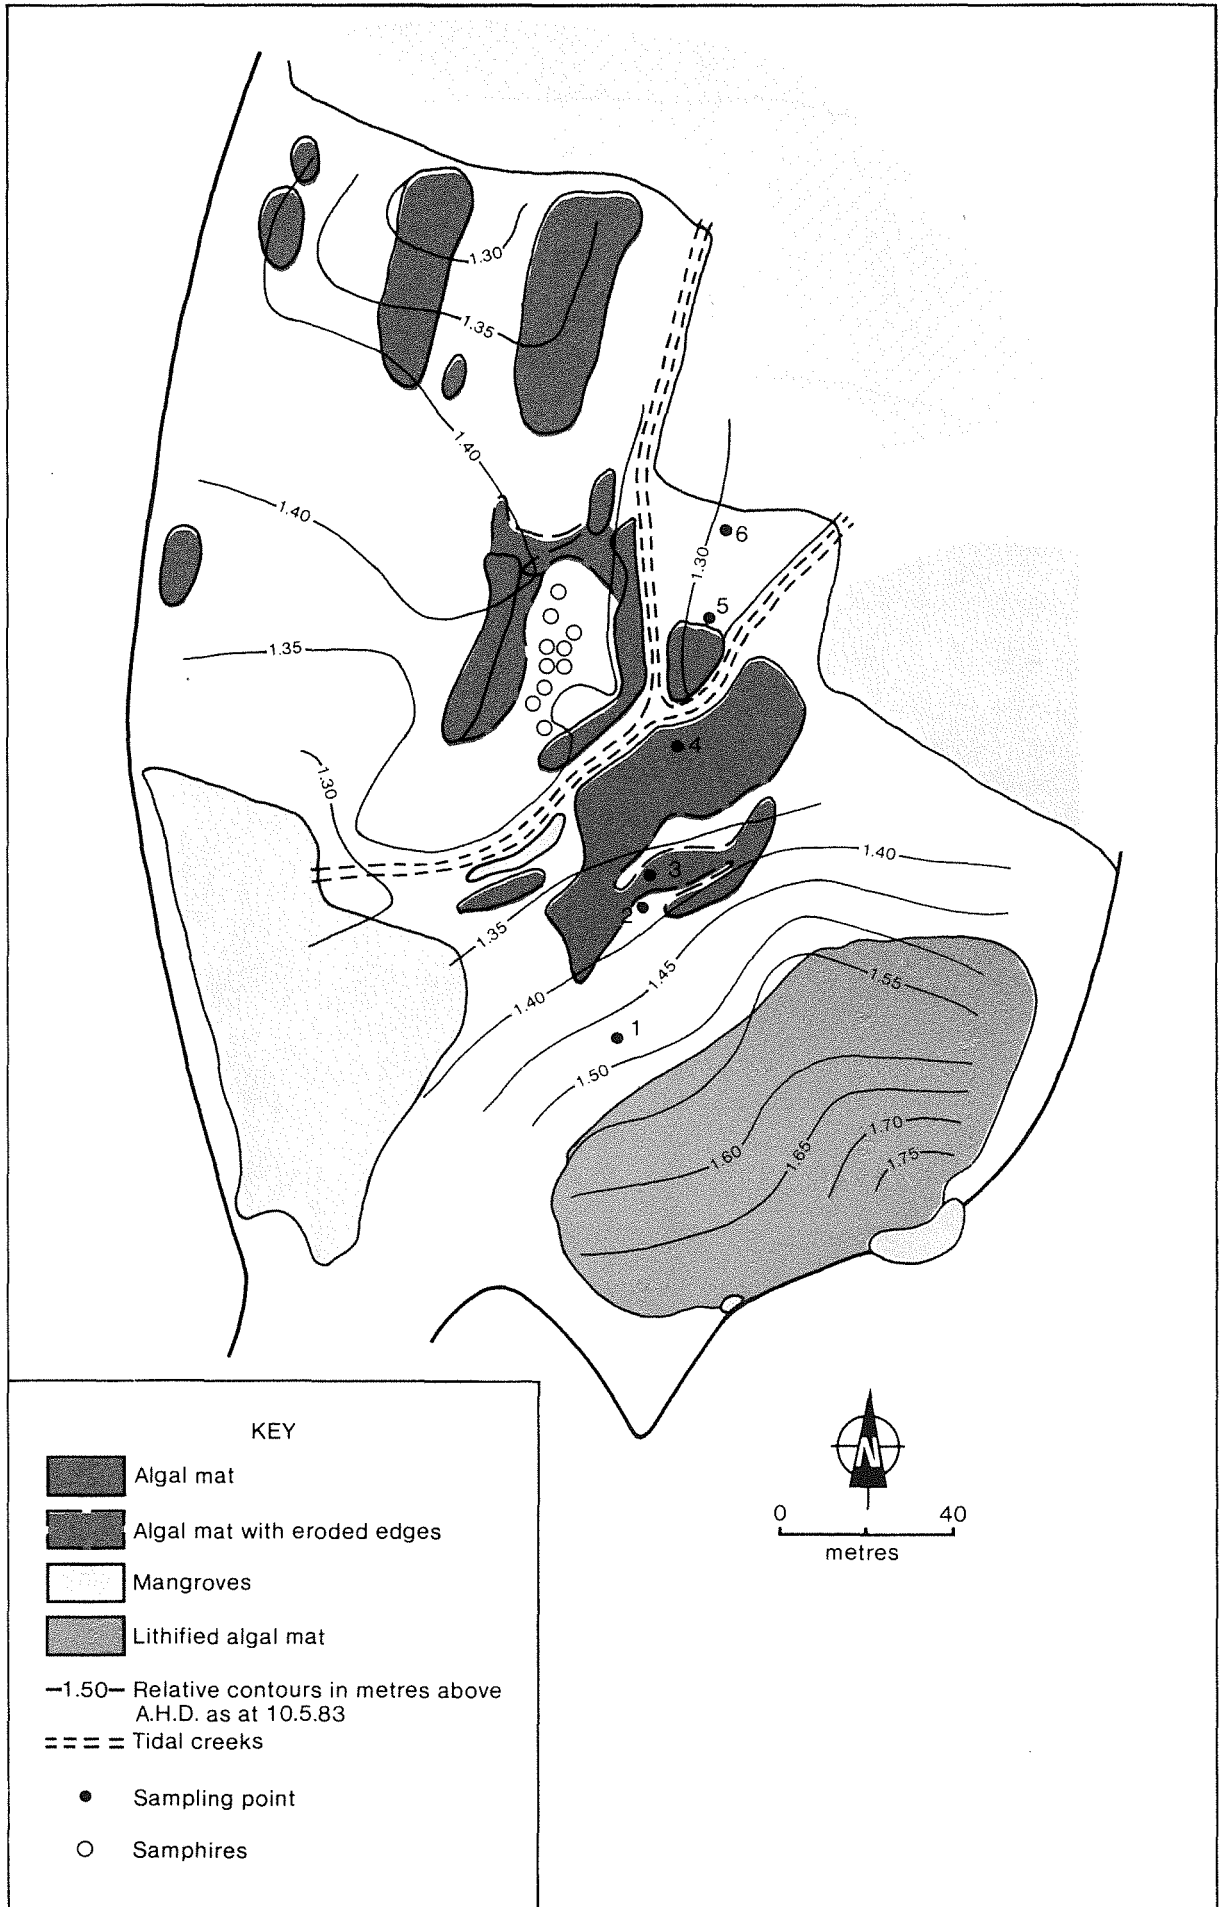 1.30
1.35
1.40
1.40
6
1.30
5
1.35
4
1.30
1.40
3
2
1.35
1.45
1.55
1.40
1
1.50
1.70
1.60
1.65
1.75
KEY
Algal mat
Algal mat with eroded edges
Mangroves
Lithified algal mat
1.50 Relative contours in metres above
A.H.D. as at 10.5.83
Tidal creeks
Sampling point
Samphires
N
0 40
metres